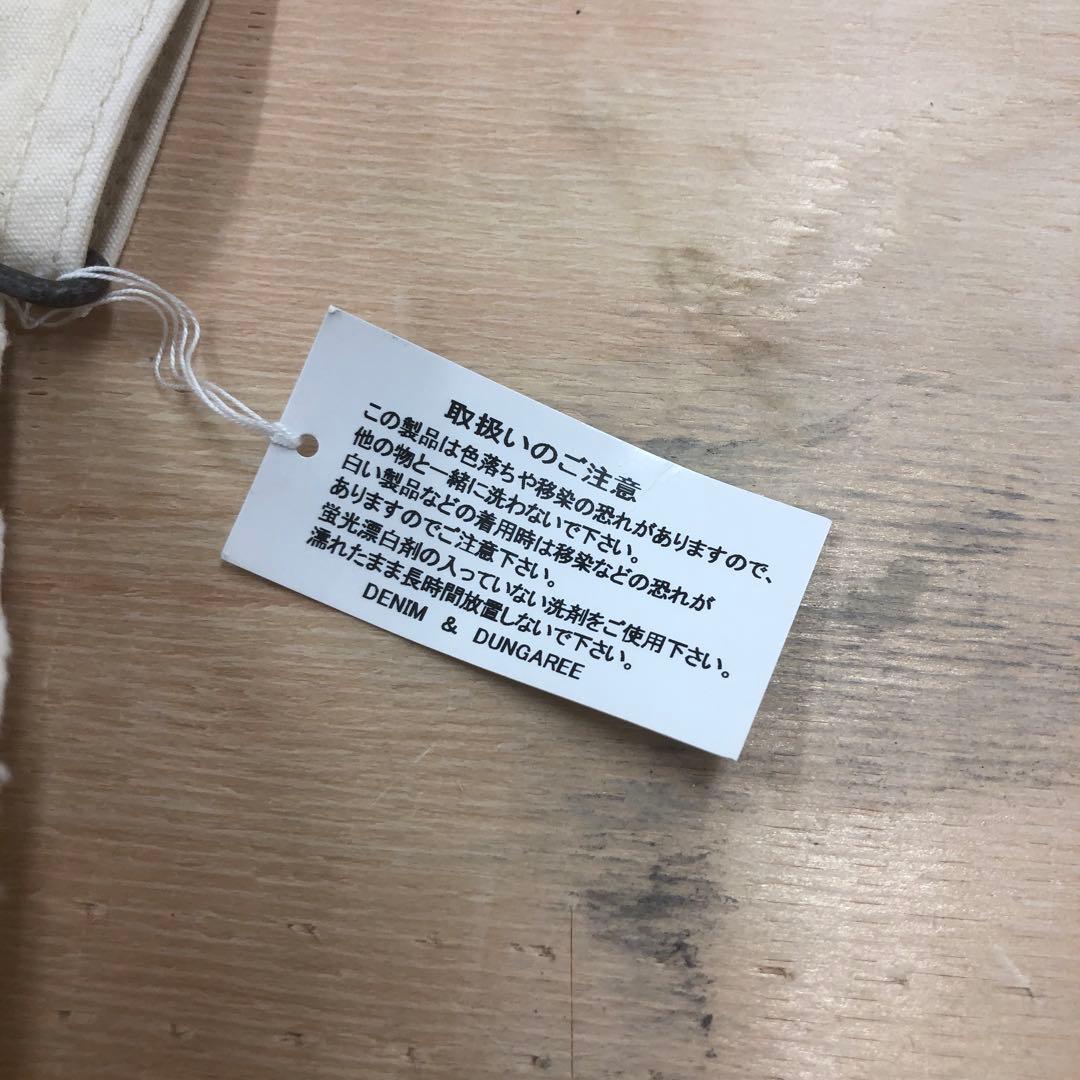 取扱いのご注意
この製品は色落ちや移染の恐れがありますので、
他の物と一緒に洗わないで下さい。
白い製品などの着用時は移染などの恐れが
ありますのでご注意下さい。
蛍光漂白剤の入っていない洗剤をご使用下さい。
濡れたまま長時間放置しないで下さい。
DENIM & DUNGAREE